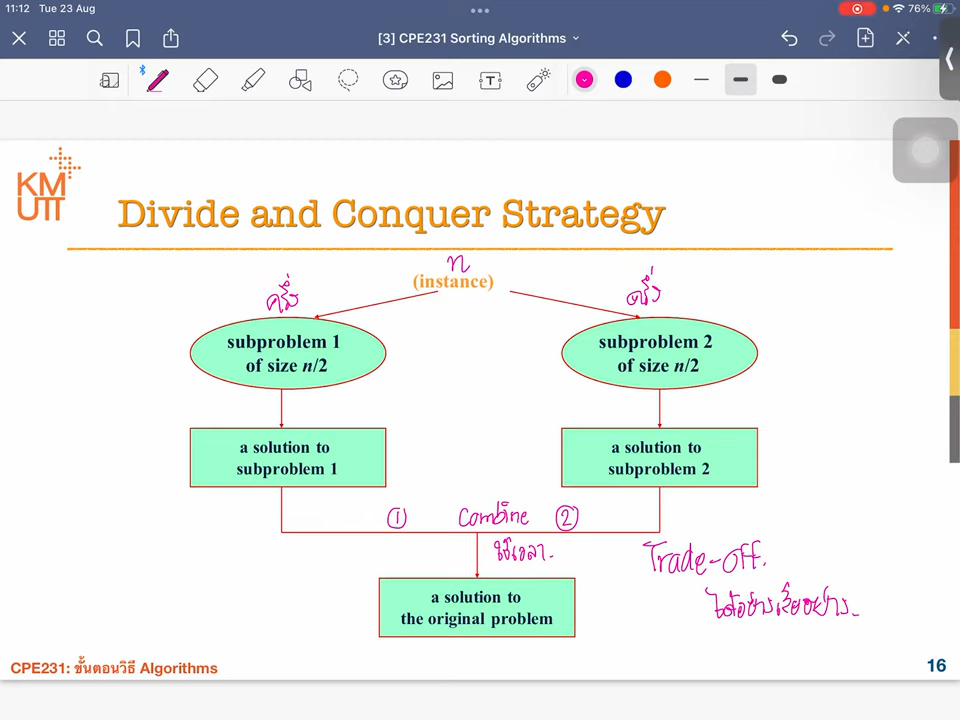 11:12 Tue 23 Aug
76%
[3] CPE231 Sorting Algorithms
KM
UTT
Divide and Conquer Strategy
n
(instance)
ครึ่ง
ครึ่ง
subproblem 1
of size n/2
subproblem 2
of size n/2
a solution to
subproblem 1
a solution to
subproblem 2
① Combine ②
ใช้เวลา.
Trade-off.
ได้อย่างเสียอย่าง.
a solution to
the original problem
CPE231: ขั้นตอนวิธี Algorithms
16